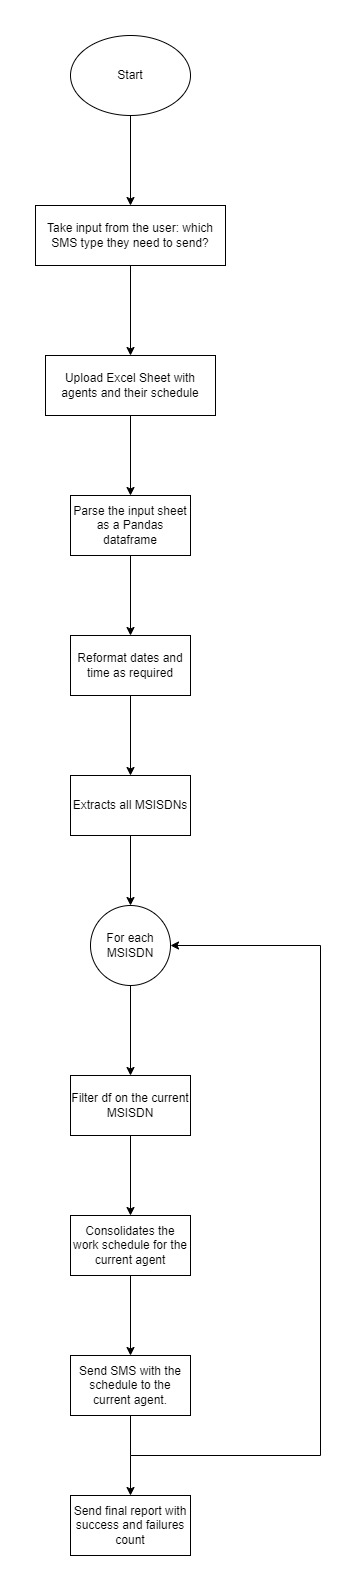 Start
Take input from the user: which
SMS type they need to send?
Upload Excel Sheet with
agents and their schedule
Parse the input sheet
as a Pandas
dataframe
Reformat dates and
time as required
Extracts all MSISDNs
For each
MSISDN
Filter df on the current
MSISDN
Consolidates the
work schedule for the
current agent
Send SMS with the
schedule to the
current agent.
Send final report with
success and failures
count